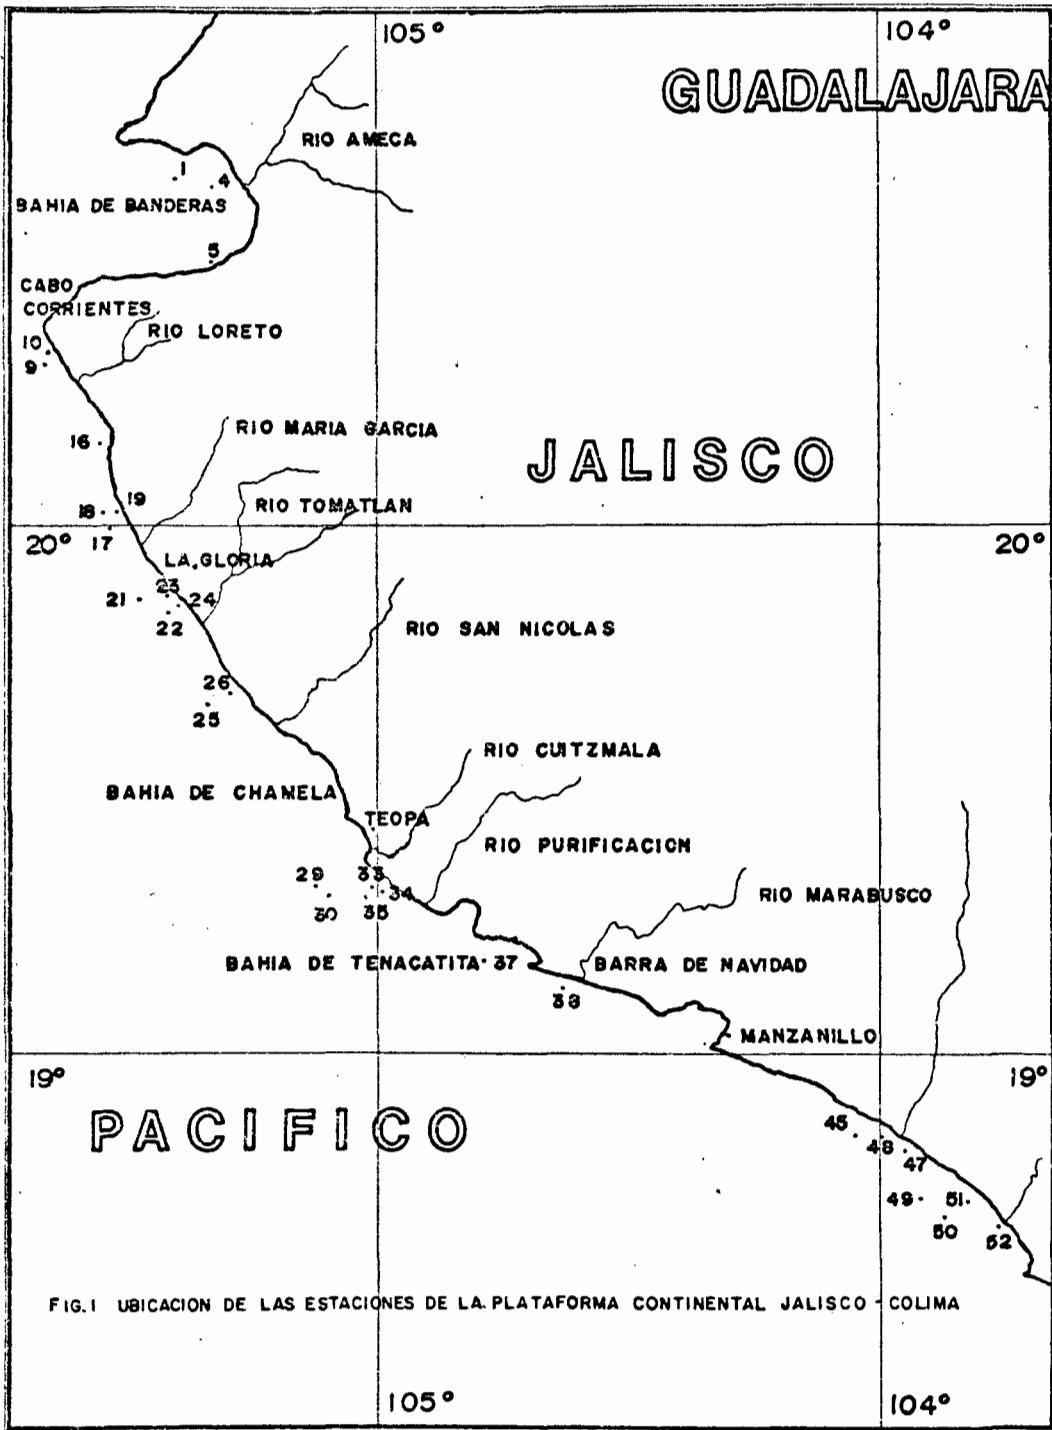 105°
104°
GUADALAJARA
RIO AMECA
1
4
BAHIA DE BANDERAS
5
CABO
CORRIENTES
RIO LORETO
10
9
RIO MARIA GARCIA
16
JALISCO
19
18
RIO TOMATLAN
17
20°
20°
LA GLORIA
23
21
24
22
RIO SAN NICOLAS
26
25
RIO CUITZMALA
BAHIA DE CHAMELA
TEOPA
RIO PURIFICACION
29
33
34
30
35
RIO MARABUSCO
BAHIA DE TENACATITA
37
BARRA DE NAVIDAD
MANZANILLO
19°
19°
PACIFICO
45
47
49
51
50
52
FIG. 1 UBICACION DE LAS ESTACIONES DE LA PLATAFORMA CONTINENTAL JALISCO - COLIMA
105°
104°